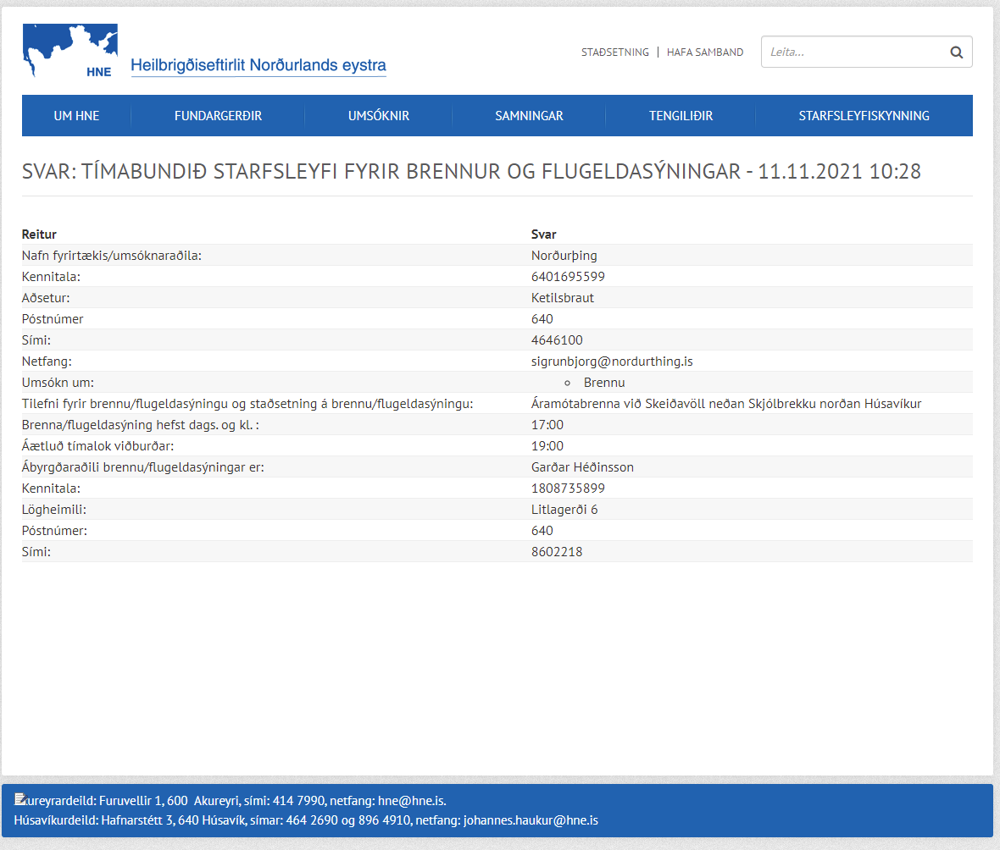 HNE
Heilbrigðiseftirlit Norðurlands eystra
STAÐSETNING | HAFA SAMBAND
Leita...
UM HNE FUNDARGERÐIR UMSÓKNIR SAMNINGAR TENGILIÐIR STARFSLEYFISKYNNING
SVAR: TÍMABUNDIÐ STARFSLEYFI FYRIR BRENNUR OG FLUGELDASÝNINGAR - 11.11.2021 10:28
Reitur Svar
Nafn fyrirtækis/umsóknaraðila: Norðurþing
Kennitala: 6401695599
Aðsetur: Ketilsbraut
Póstnúmer 640
Sími: 4646100
Netfang: sigrunbjorg@nordurthing.is
Umsókn um: Brennu
Tilefni fyrir brennu/flugeldasýningu og staðsetning á brennu/flugeldasýningu: Áramótabrenna við Skeiðavöll neðan Skjólbrekku norðan Húsavíkur
Brenna/flugeldasýning hefst dags. og kl. : 17:00
Áætluð tímalok viðburðar: 19:00
Ábyrgðaraðili brennu/flugeldasýningar er: Garðar Héðinsson
Kennitala: 1808735899
Lögheimili: Litlagerði 6
Póstnúmer: 640
Sími: 8602218
ureyrardeild: Furuvellir 1, 600 Akureyri, sími: 414 7990, netfang: hne@hne.is.
Húsavíkurdeild: Hafnarstétt 3, 640 Húsavík, símar: 464 2690 og 896 4910, netfang: johannes.haukur@hne.is